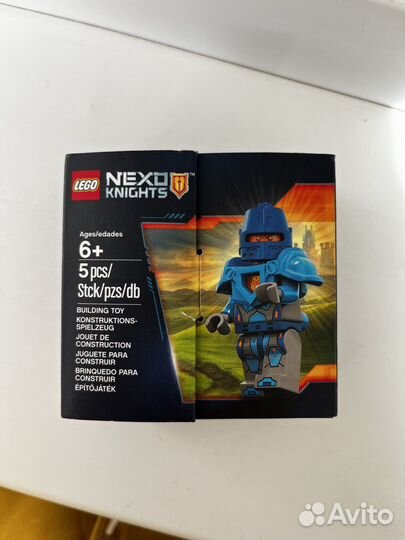 LEGO
NEXO
KNIGHTS™
Ages/edades
6+
5 pcs/
Stck/pzs/db
BUILDING TOY
KONSTRUKTIONS-
SPIELZEUG
JOUET DE
CONSTRUCTION
JUGUETE PARA
CONSTRUIR
BRINQUEDO PARA
CONSTRUIR
ÉPÍTŐJÁTÉK
Avito